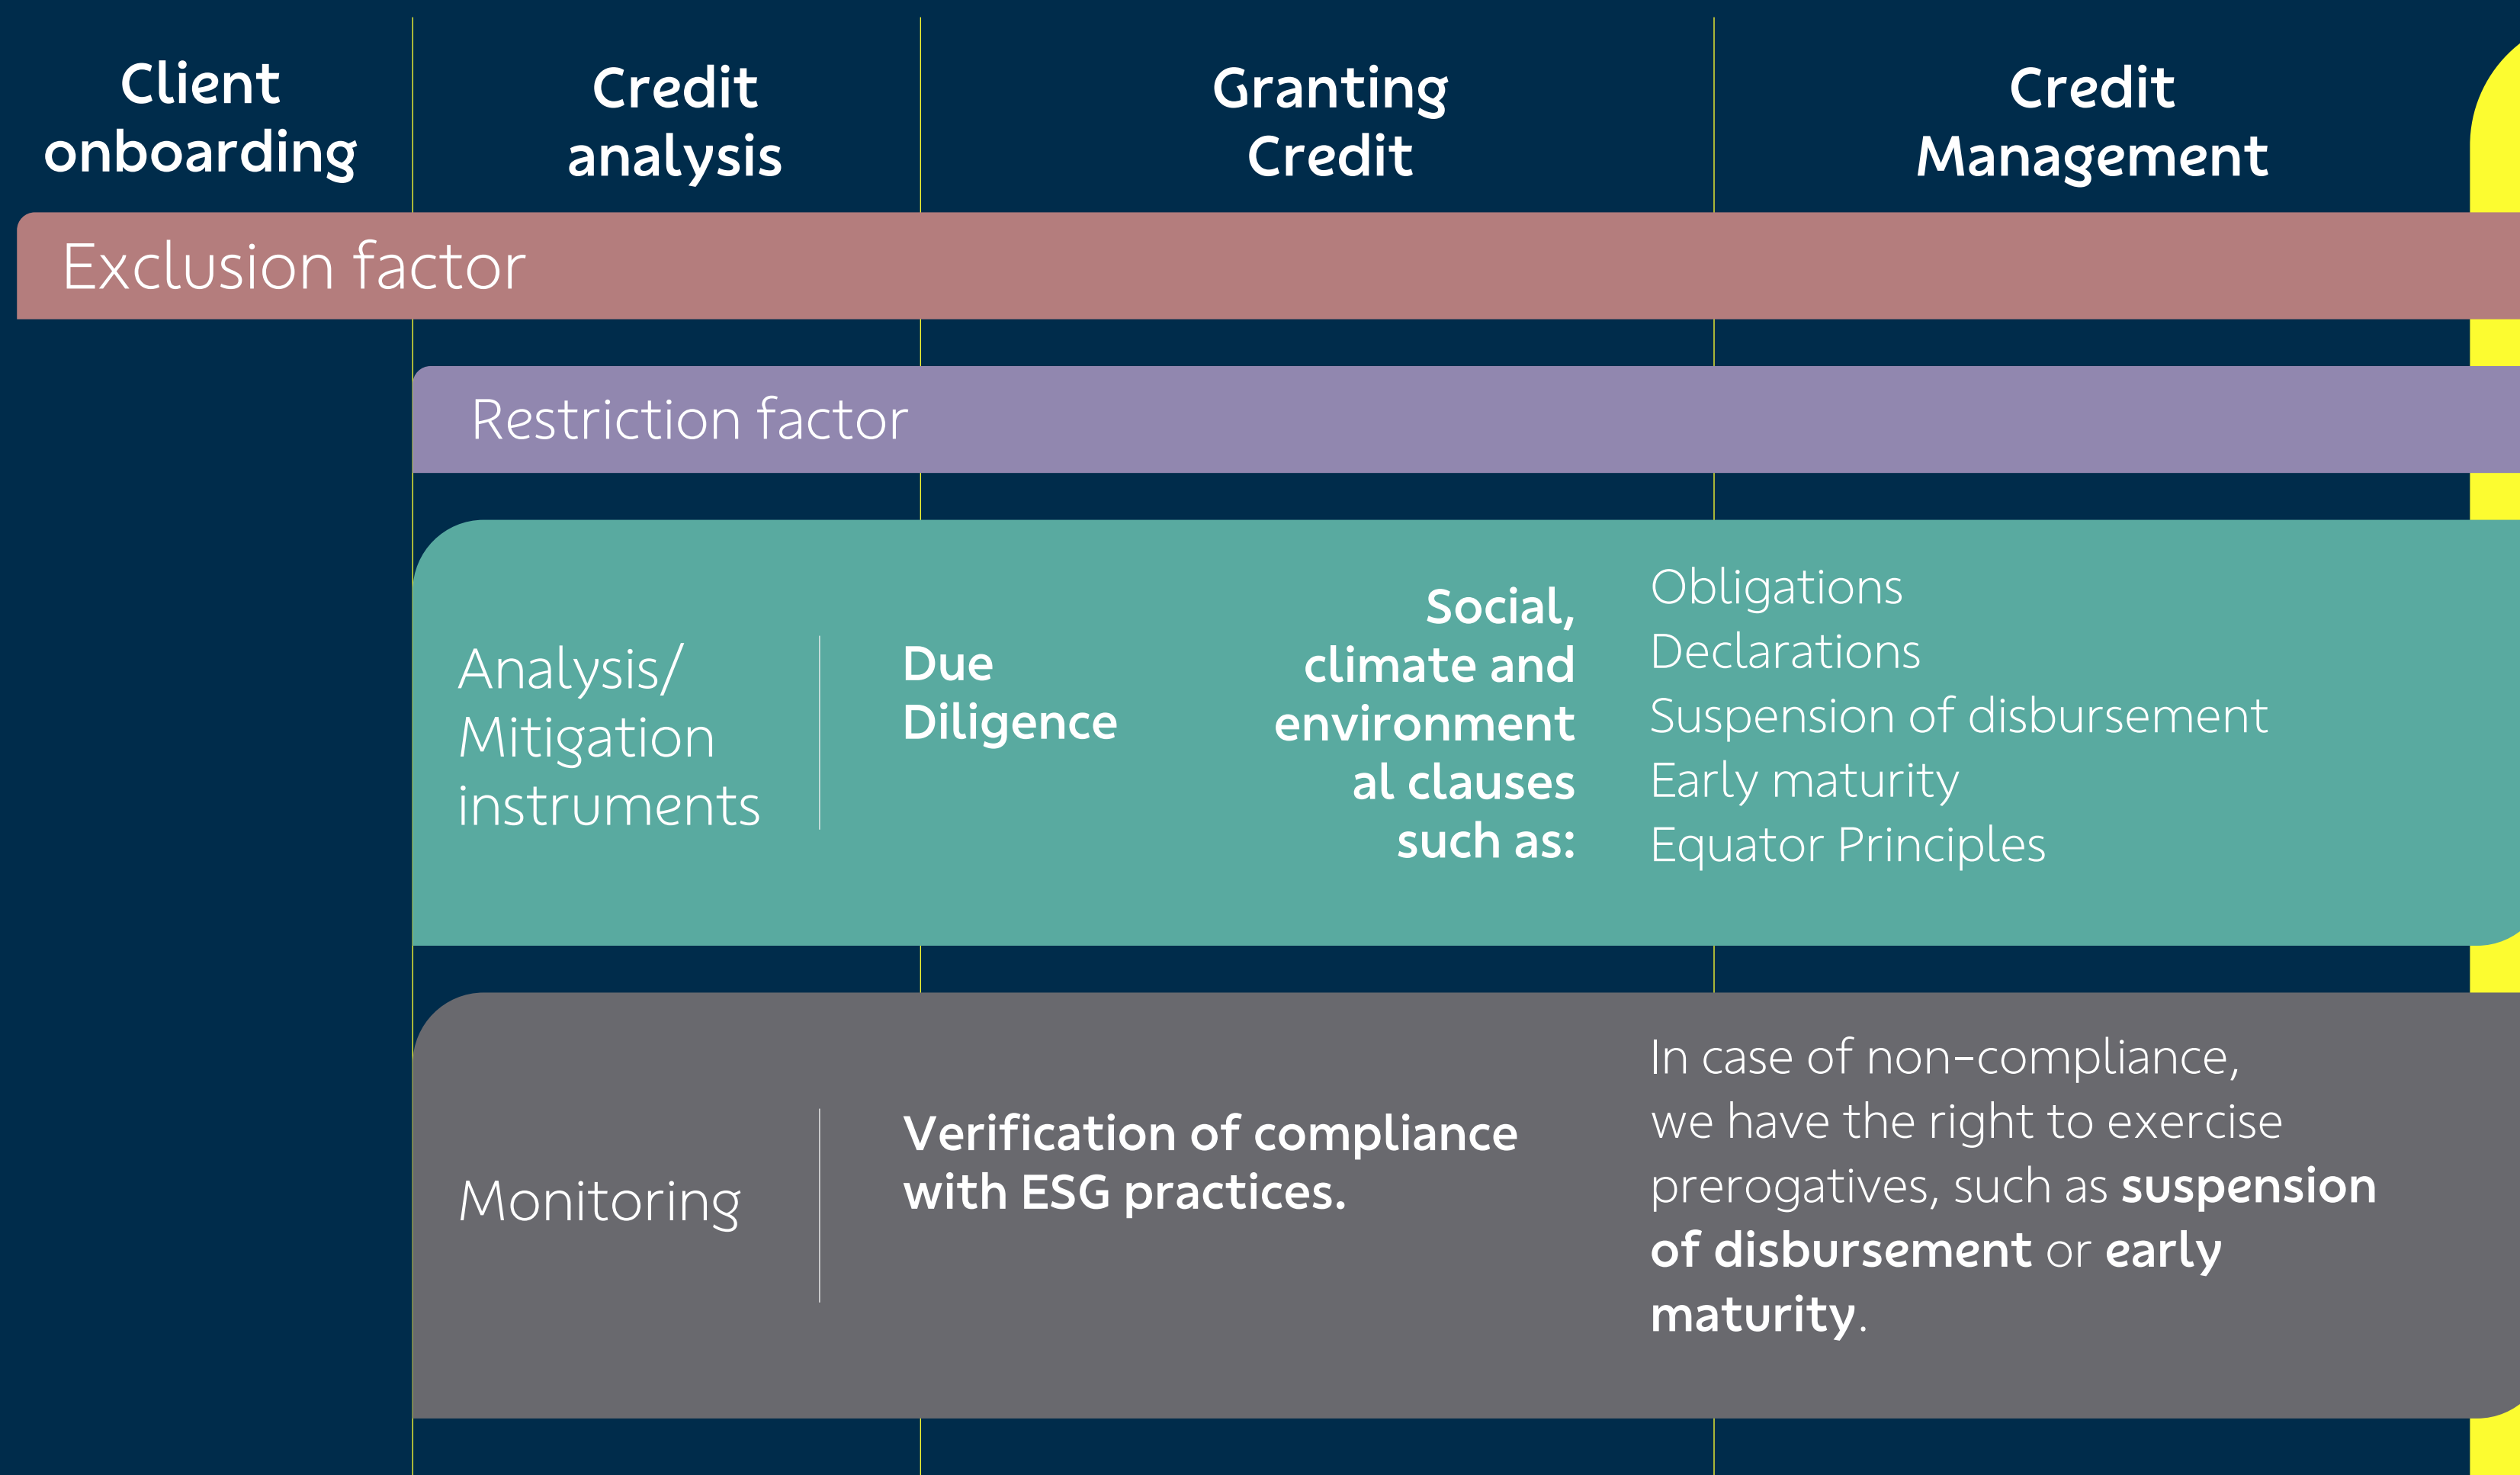 Client
onboarding
Credit
analysis
Granting
Credit
Credit
Management
Exclusion factor
Restriction factor
Analysis/
Mitigation
instruments
Due
Diligence
Social,
climate and
environment
al clauses
such as:
Obligations
Declarations
Suspension of disbursement
Early maturity
Equator Principles
Monitoring
Verification of compliance
with ESG practices.
In case of non-compliance,
we have the right to exercise
prerogatives, such as suspension
of disbursement or early
maturity.